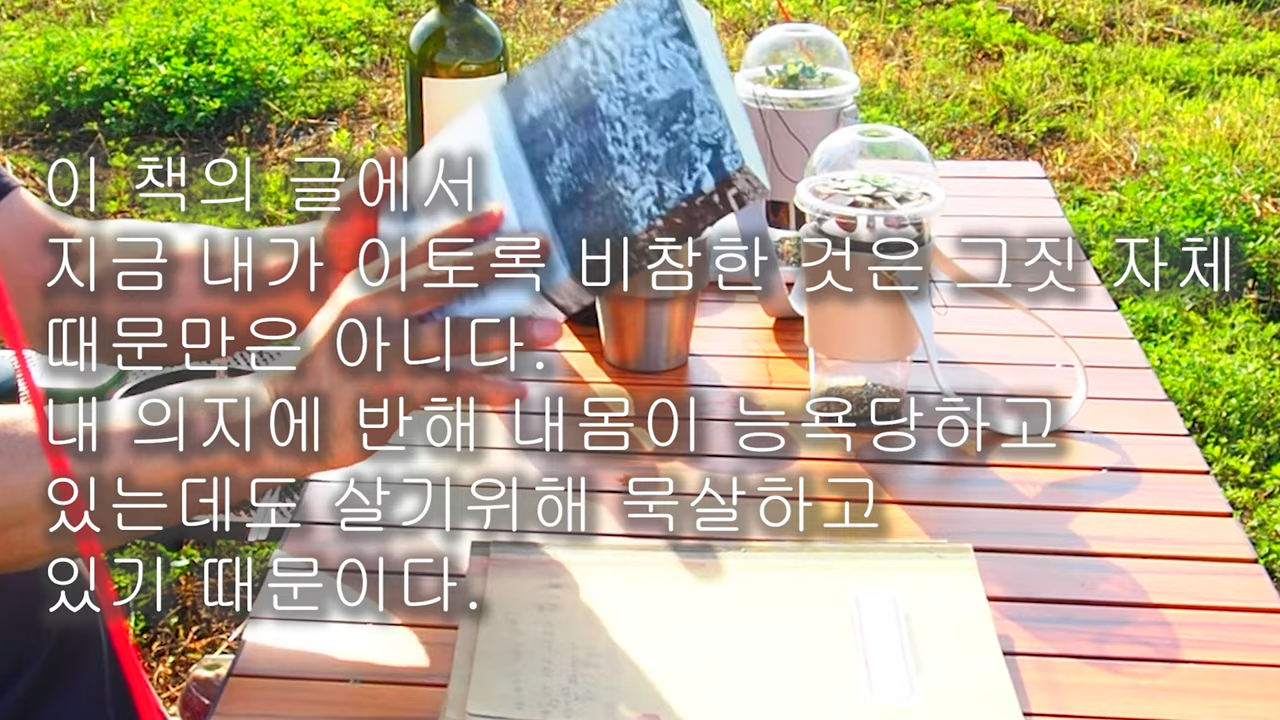 이 책의 글에서
지금 내가 이토록 비참한 것은 그짓 자체
때문만은 아니다.
내 의지에 반해 내몸이 능욕당하고
있는데도 살기위해 묵살하고
있기 때문이다.